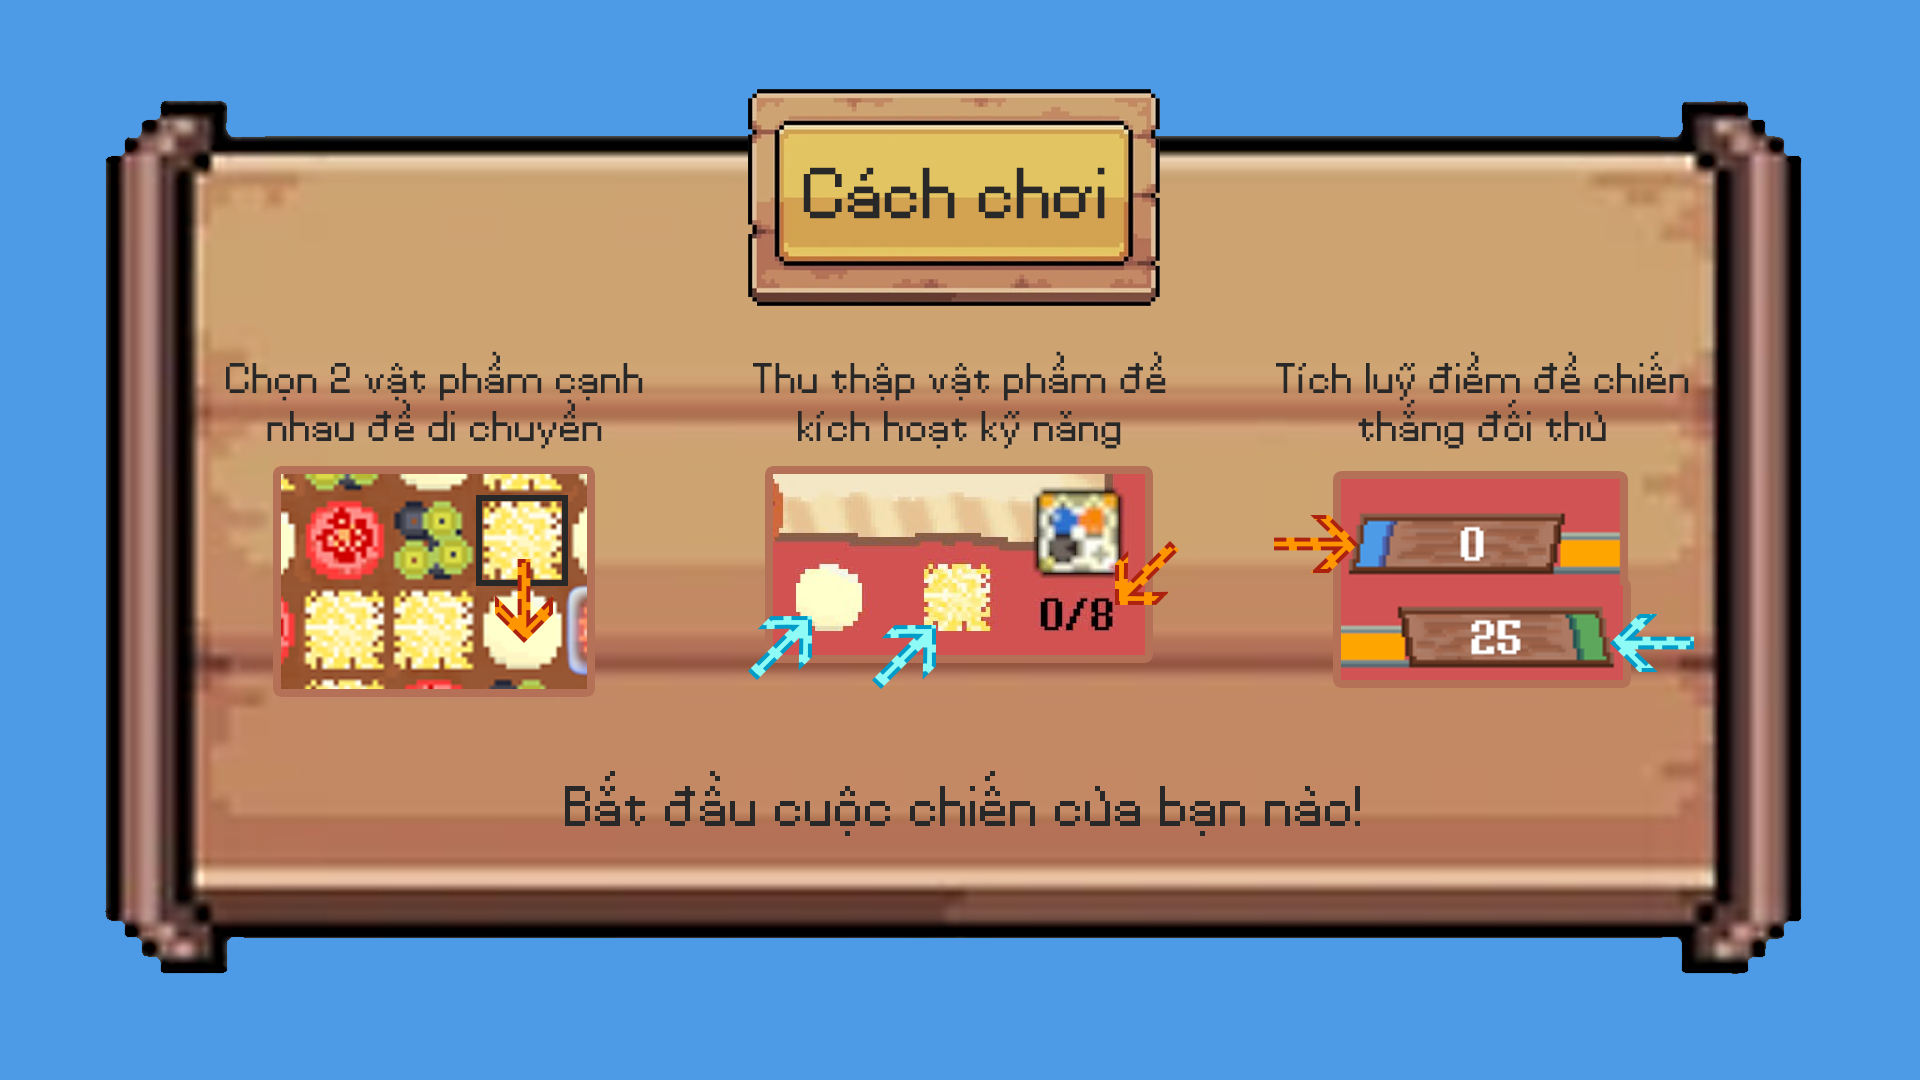 Cách chơi
Chọn 2 vật phẩm cạnh
nhau để di chuyển
Thu thập vật phẩm để
kích hoạt kỹ năng
0/8
Tích luỹ điểm để chiến
thắng đối thủ
0
25
Bắt đầu cuộc chiến của bạn nào!